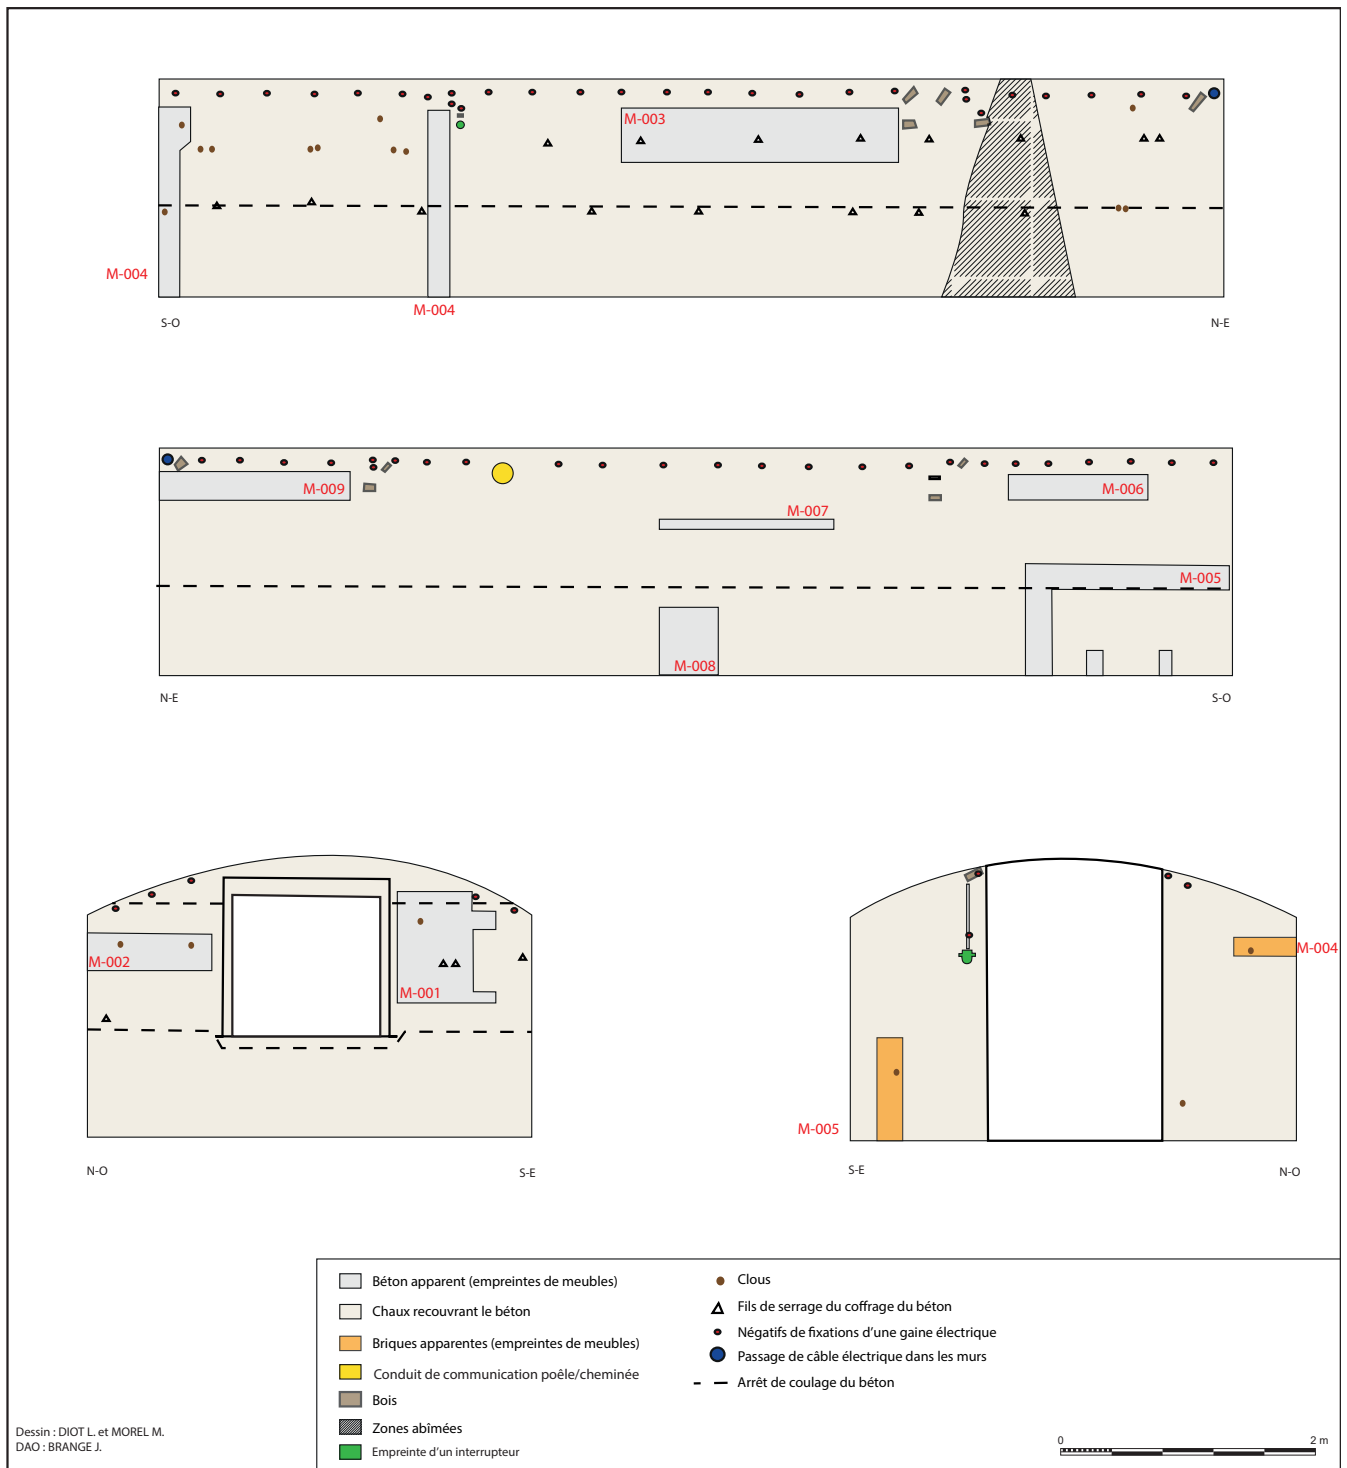 M-003
M-004
M-004
S-O
N-E
M-009
M-006
M-007
M-005
M-008
N-E
S-O
M-002
M-001
M-004
M-005
N-O
S-E
S-E
N-O
Béton apparent (empreintes de meubles)
Chaux recouvrant le béton
Briques apparentes (empreintes de meubles)
Conduit de communication poêle/cheminée
Bois
Zones abîmées
Empreinte d'un interrupteur
Clous
Fils de serrage du coffrage du béton
Négatifs de fixations d'une gaine électrique
Passage de câble électrique dans les murs
Arrêt de coulage du béton
Dessin : DIOT L. et MOREL M.
DAO : BRANGE J.
0 2 m